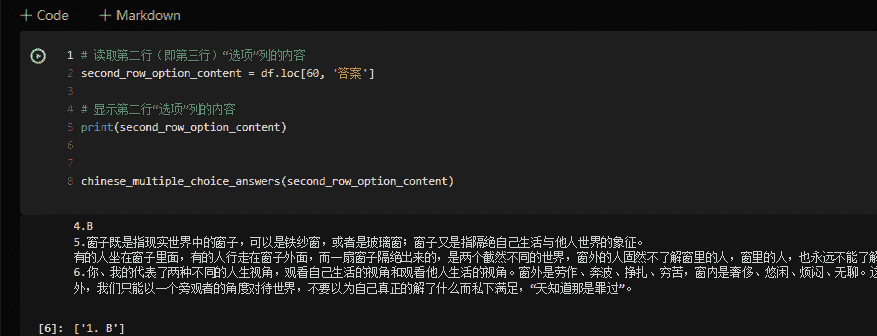 + Code + Markdown
1 # 读取第二行（即第三行）“选项”列的内容
2 second_row_option_content = df.loc[60, '答案']
3
4 # 显示第二行“选项”列的内容
5 print(second_row_option_content)
6
7
8 chinese_multiple_choice_answers(second_row_option_content)
4.B
5.窗子既是指现实世界中的窗子，可以是铁纱窗，或者是玻璃窗；窗子又是指隔绝自己生活与他人世界的象征。
有的人坐在窗子里面，有的人行走在窗子外面，而一扇窗子隔绝出来的，是两个截然不同的世界，窗外的人固然不了解窗里的人，窗里的人，也永远不能了解
6.你、我的代表了两种不同的人生视角，观看自己生活的视角和观看他人生活的视角。窗外是劳作、奔波、挣扎、穷苦，窗内是奢侈、悠闲、烦闷、无聊。这
外，我们只能以一个旁观者的角度对待世界，不要以为自己真正的解了什么而私下满足，“天知道那是罪过”。
[6]: ['1. B']